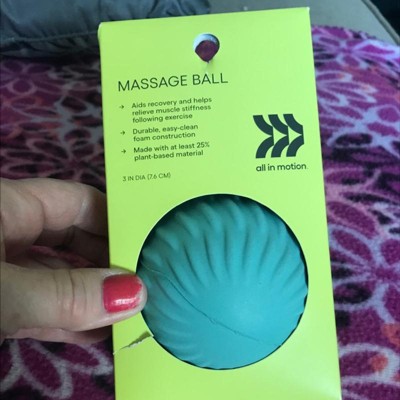 MASSAGE BALL
→ Aids recovery and helps
relieve muscle stiffness
following exercise
→ Durable, easy-clean
foam construction
→ Made with at least 25%
plant-based material
3 IN DIA (7.6 CM)
all in motion.